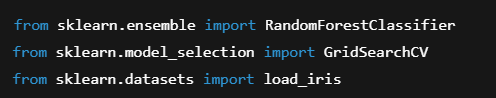 from sklearn.ensemble import RandomForestClassifier
from sklearn.model_selection import GridSearchCV
from sklearn.datasets import load_iris